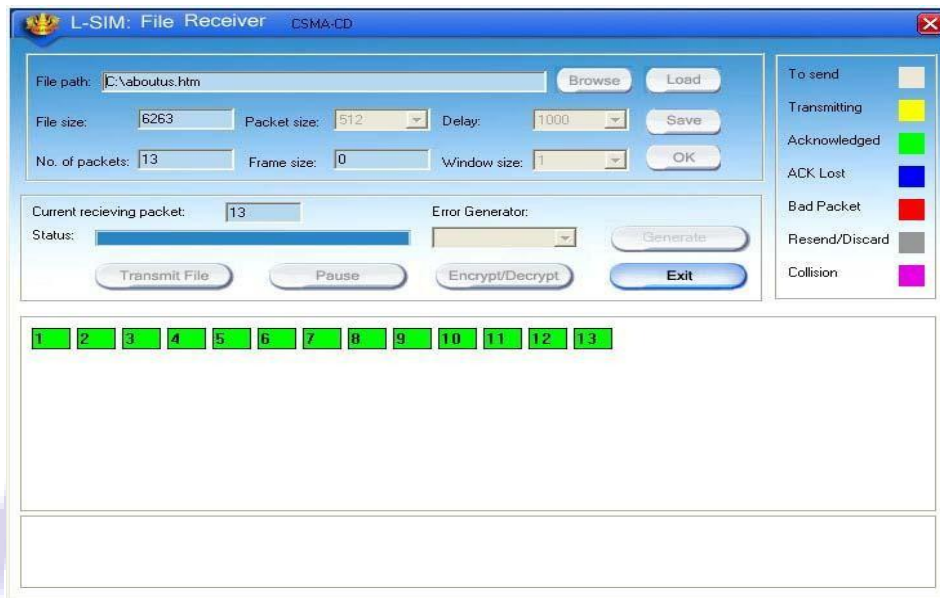 L-SIM: File Receiver CSMA-CD
File path: C:\aboutus.htm Browse Load
File size: 6263 Packet size: 512 Delay: 1000 Save
No. of packets: 13 Frame size: 0 Window size: 1 OK
Current recieving packet: 13 Error Generator:
Status: Generate
Transmit File Pause Encrypt/Decrypt Exit
To send
Transmitting
Acknowledged
ACK Lost
Bad Packet
Resend/Discard
Collision
1 2 3 4 5 6 7 8 9 10 11 12 13